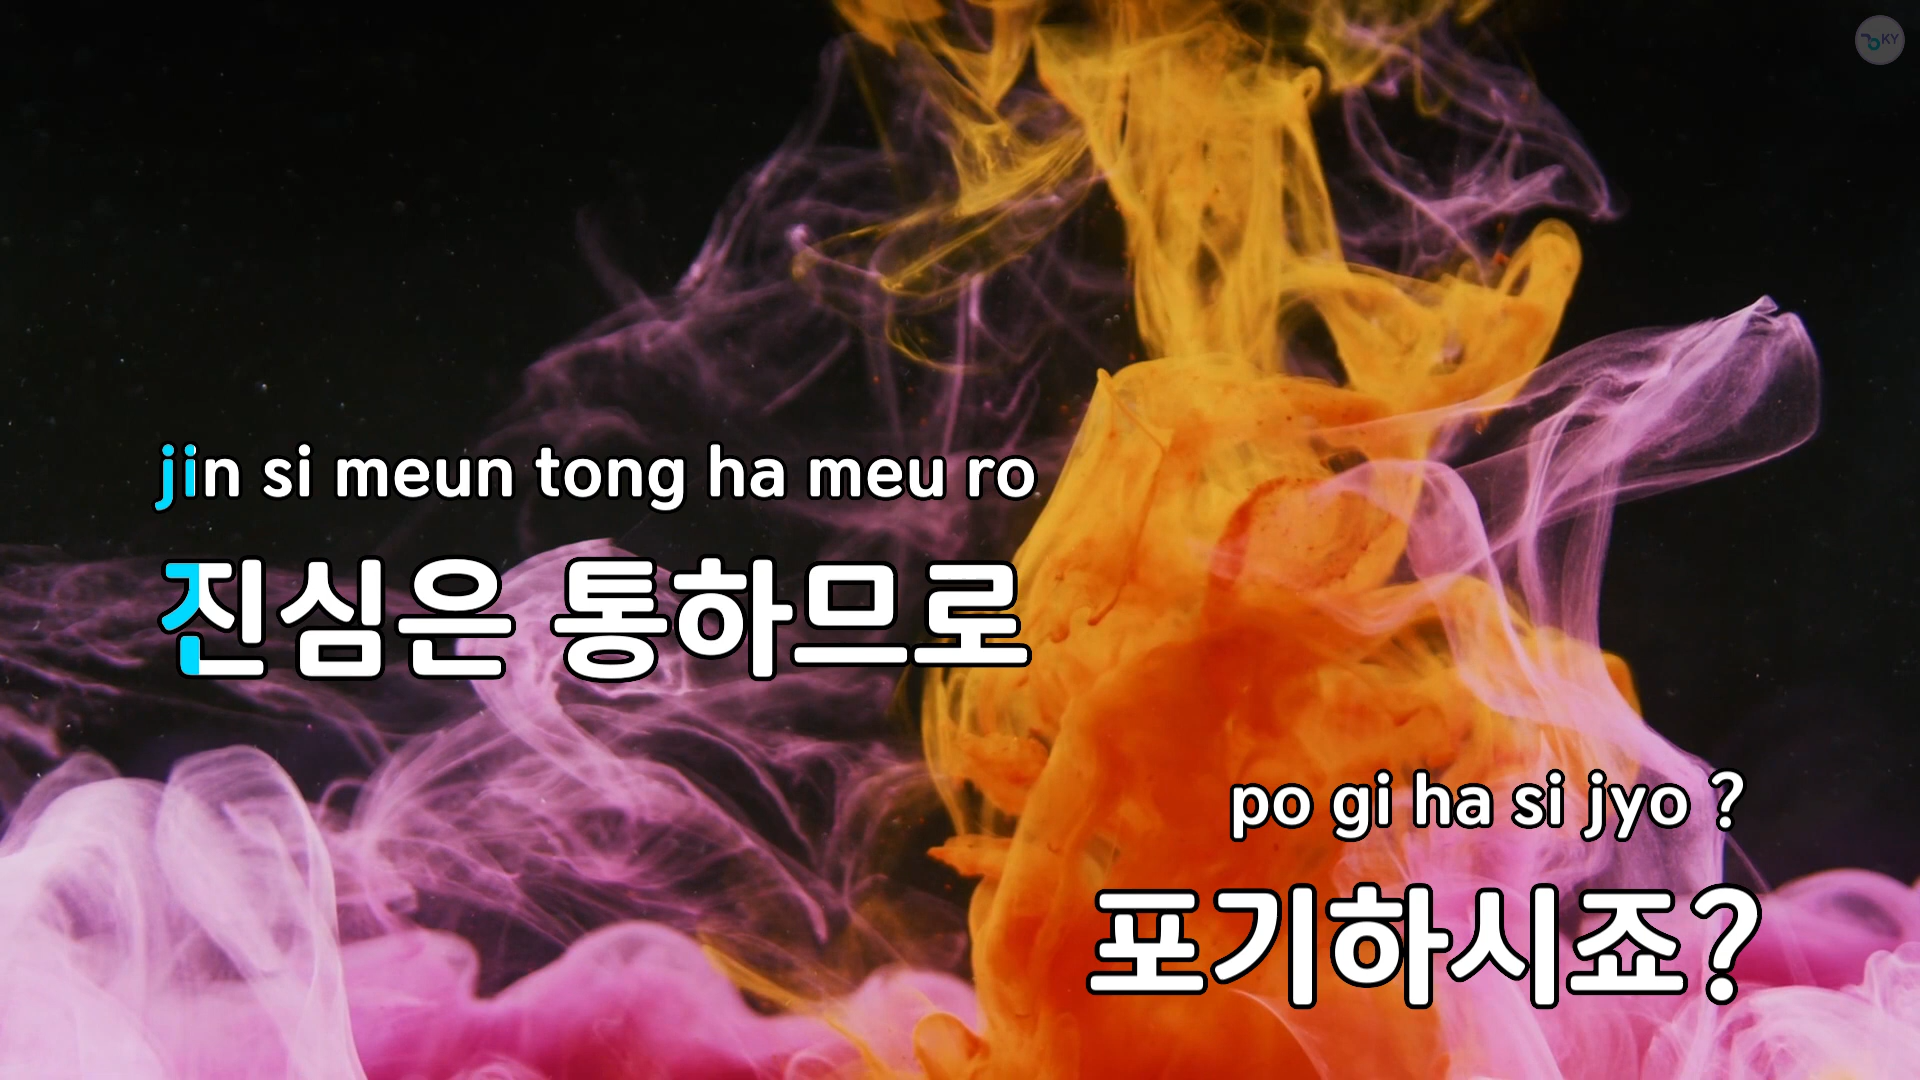 KY
jin si meun tong ha meu ro
진심은 통하므로
po gi ha si jyo ?
포기하시죠?